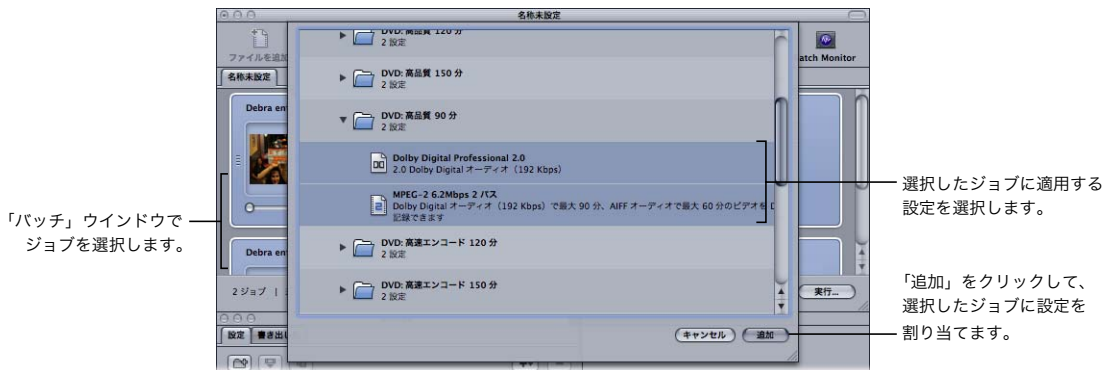 名称未設定
ファイルを追加
atch Monitor
名称未設定
DVD: 高品質 120 分
2 設定
DVD: 高品質 150 分
2 設定
Debra en
DVD: 高品質 90 分
2 設定
Dolby Digital Professional 2.0
2.0 Dolby Digital オーディオ（192 Kbps）
MPEG-2 6.2Mbps 2 パス
Dolby Digital オーディオ（192 Kbps）で最大 90 分、AIFF オーディオで最大 60 分のビデオを D
記録できます
選択したジョブに適用する
設定を選択します。
「バッチ」ウインドウで
ジョブを選択します。
Debra en
DVD: 高速エンコード 120 分
2 設定
DVD: 高速エンコード 150 分
2 設定
2 ジョブ |
実行...
「追加」をクリックして、
選択したジョブに設定を
割り当てます。
キャンセル
追加
設定
書き出し